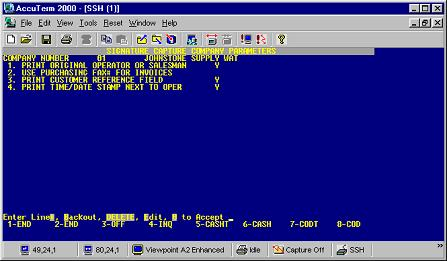 AccuTerm 2000 - [SSH (1)]
File Edit View Tools Reset Window Help
SIGNATURE CAPTURE COMPANY PARAMETERS
COMPANY NUMBER 01 JOHNSTONE SUPPLY WAT
1. PRINT ORIGINAL OPERATOR OR SALESMAN Y
2. USE PURCHASING FAX# FOR INVOICES
3. PRINT CUSTOMER REFERENCE FIELD Y
4. PRINT TIME/DATE STAMP NEXT TO OPER Y
Enter Line#, Backout, DELETE, Edit, 0 to Accept
1-END 2-END 3-OFF 4-INQ 5-CASHT 6-CASH 7-CODT 8-COD
49,24,1 80,24,1 Viewpoint A2 Enhanced Idle Capture Off SSH